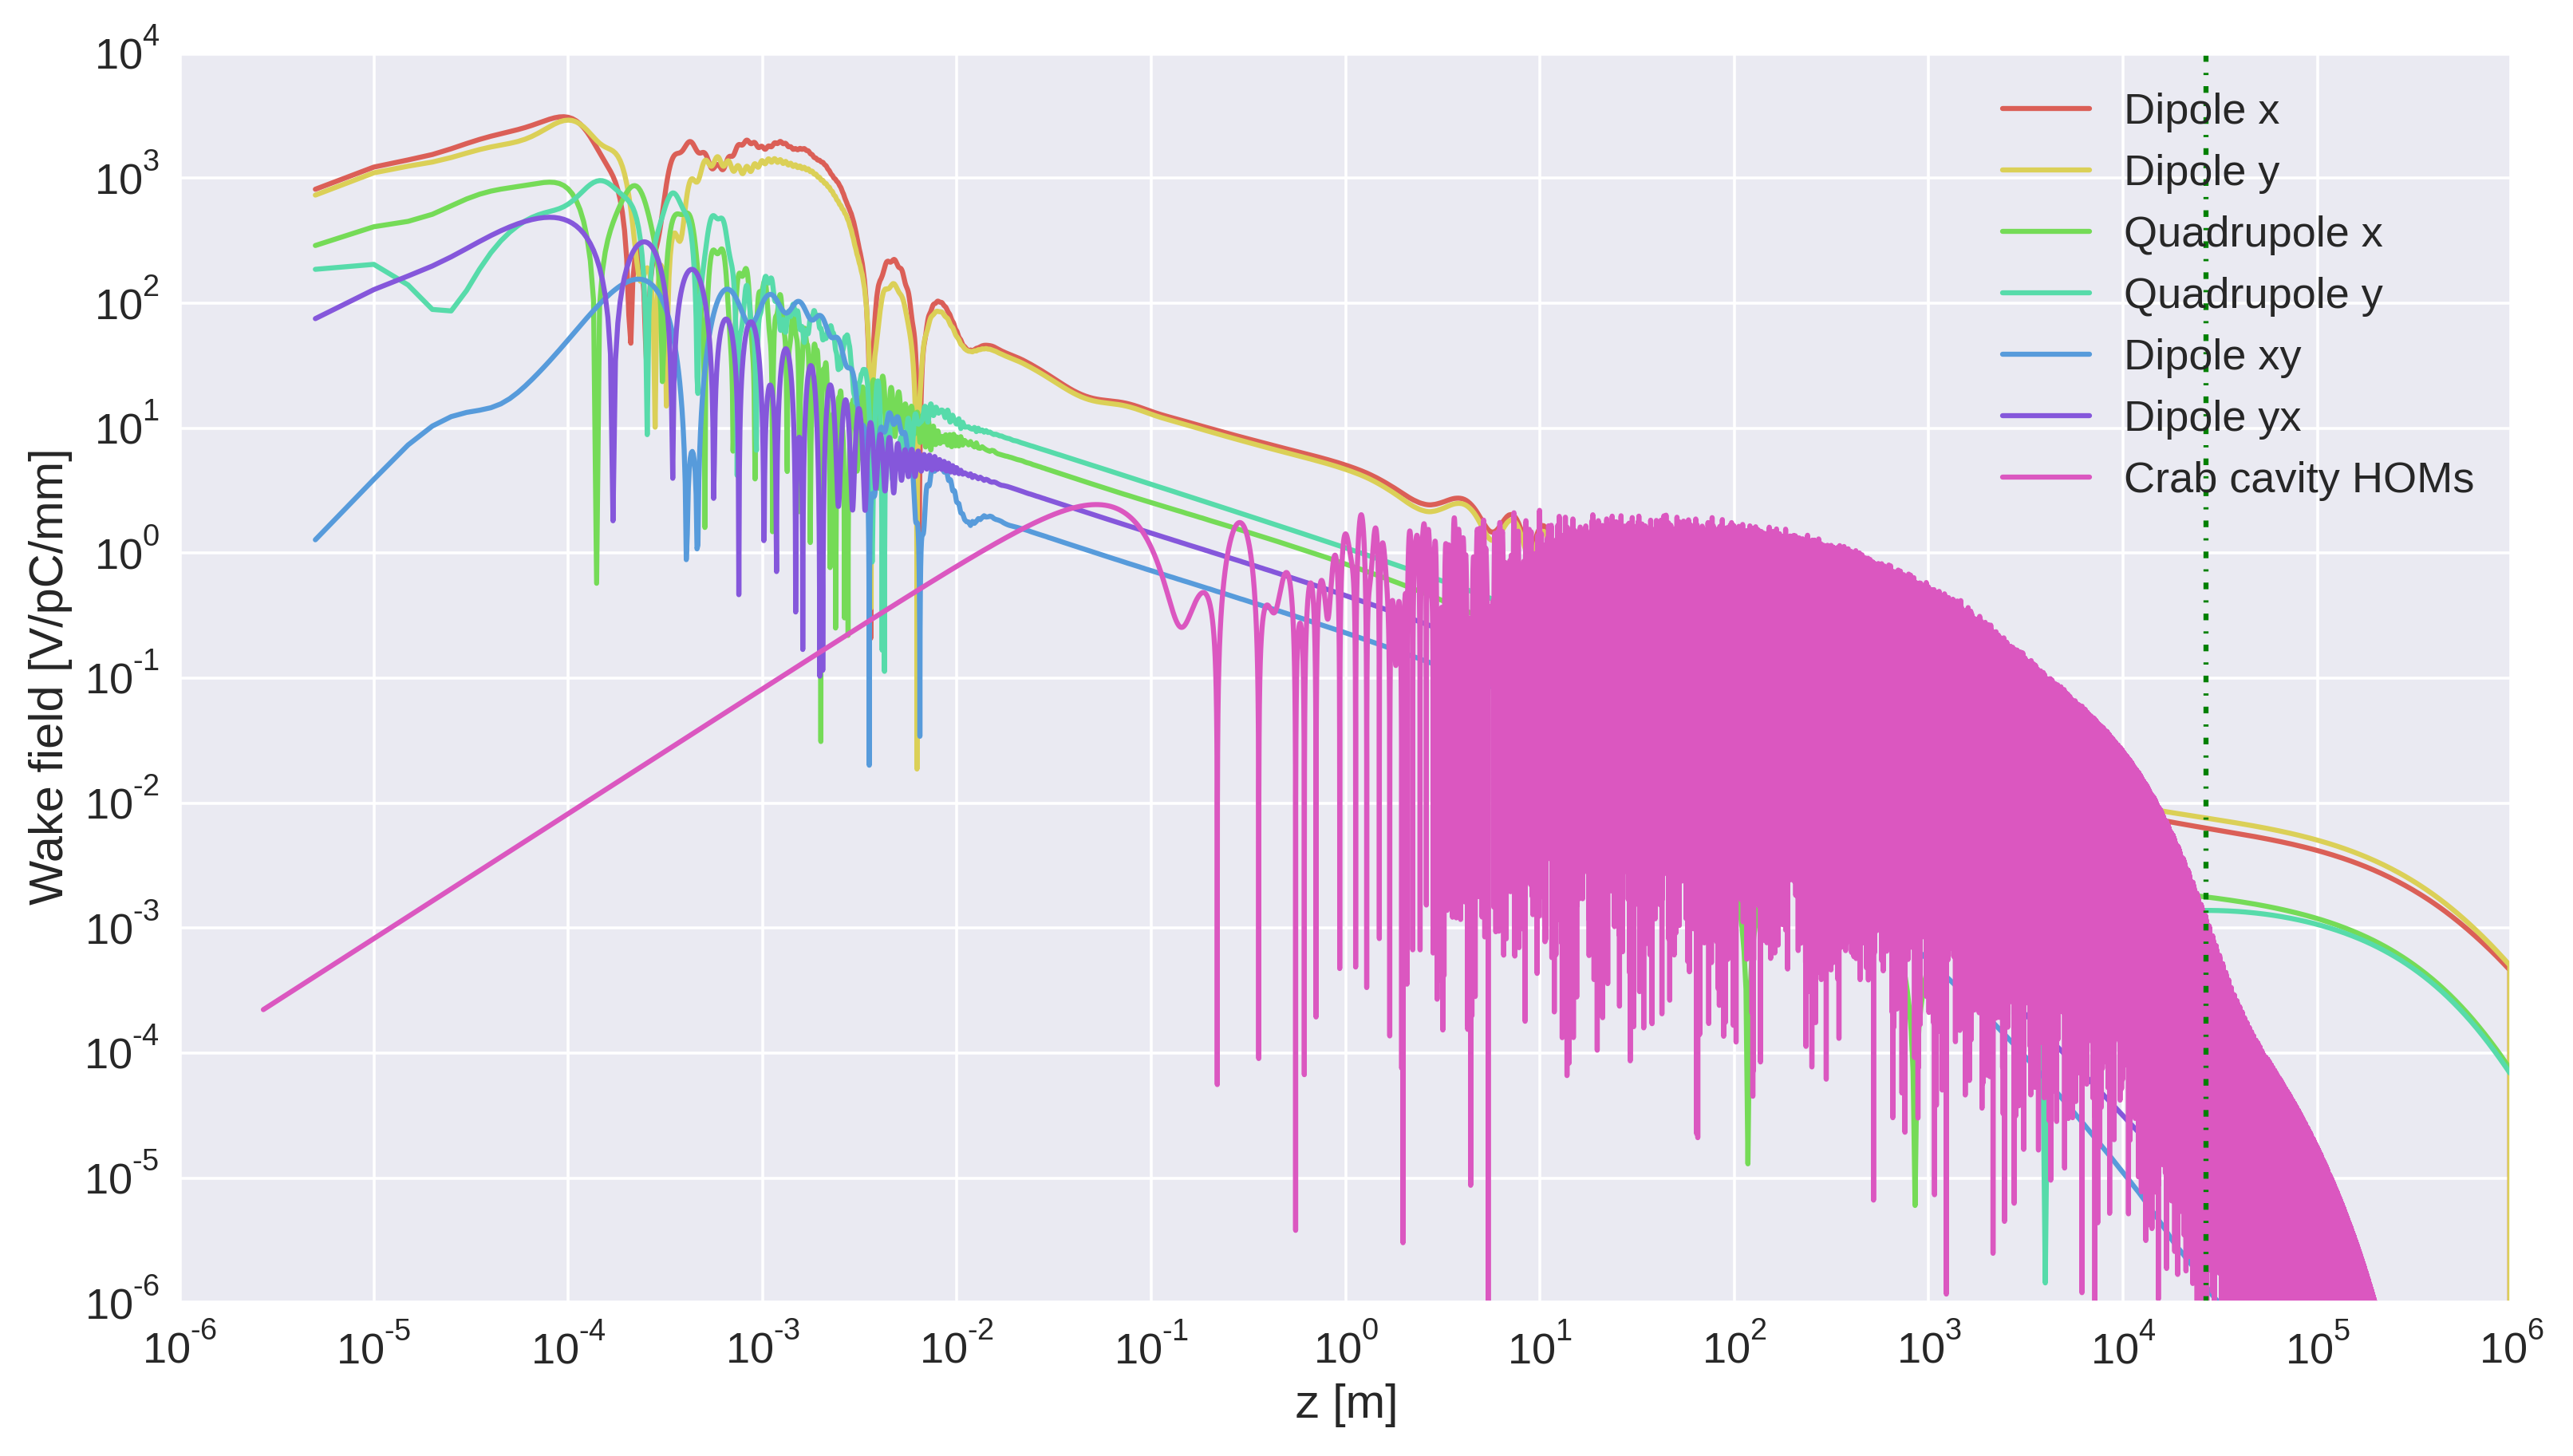 Wake field [V/pC/mm]
10^4
10^3
10^2
10^1
10^0
10^-1
10^-2
10^-3
10^-4
10^-5
10^-6
Dipole x
Dipole y
Quadrupole x
Quadrupole y
Dipole xy
Dipole yx
Crab cavity HOMs
10^-6 10^-5 10^-4 10^-3 10^-2 10^-1 10^0 10^1 10^2 10^3 10^4 10^5 10^6
z [m]